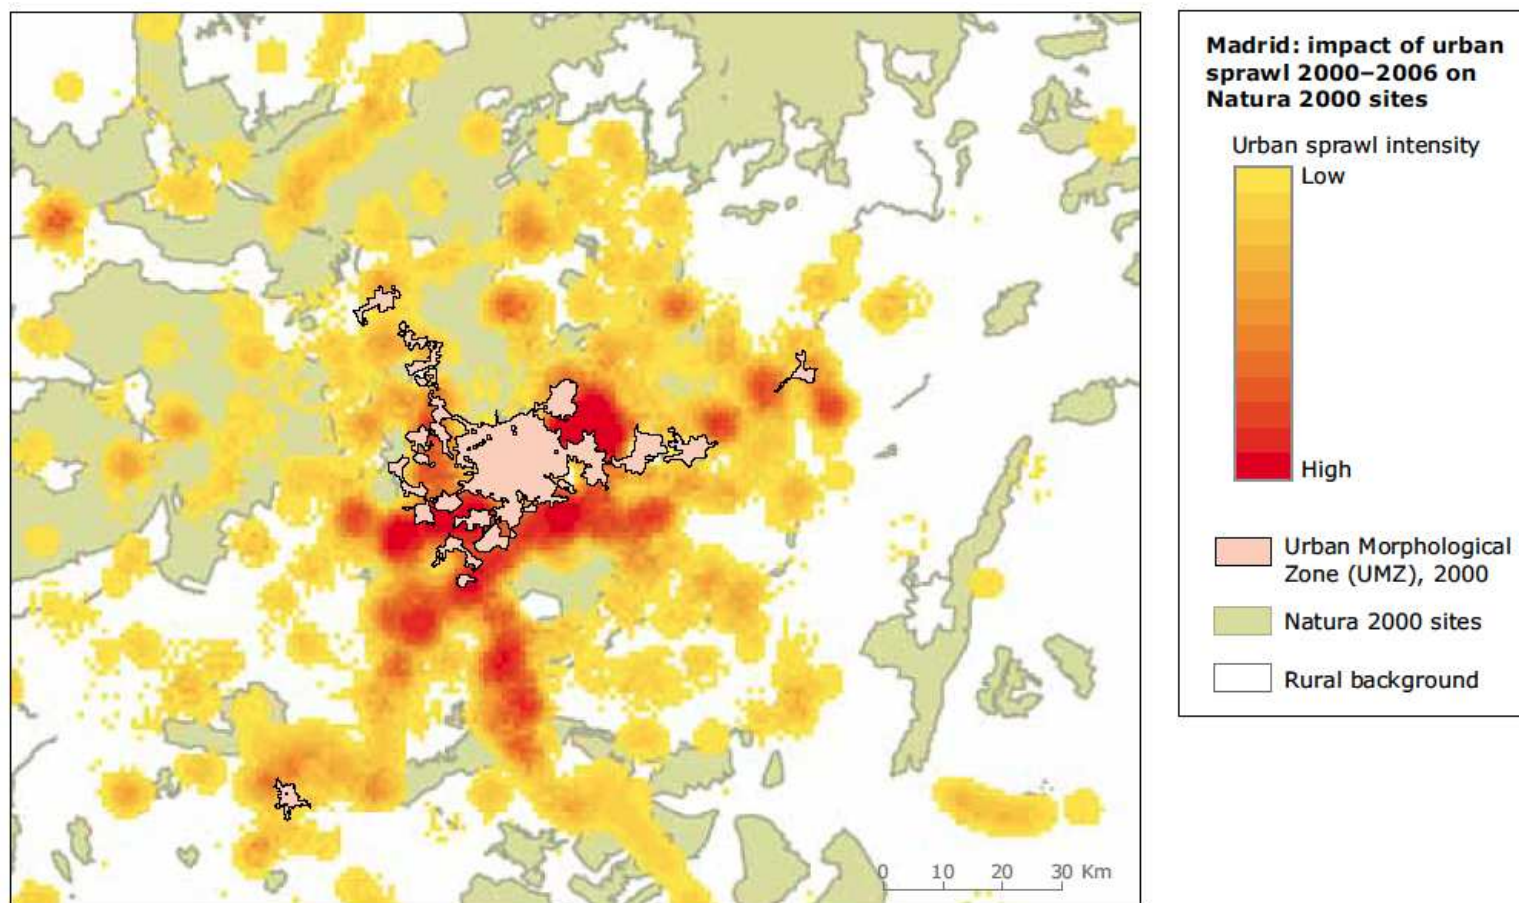 Madrid: impact of urban
sprawl 2000–2006 on
Natura 2000 sites
Urban sprawl intensity
Low
High
Urban Morphological
Zone (UMZ), 2000
Natura 2000 sites
Rural background
0 10 20 30 Km